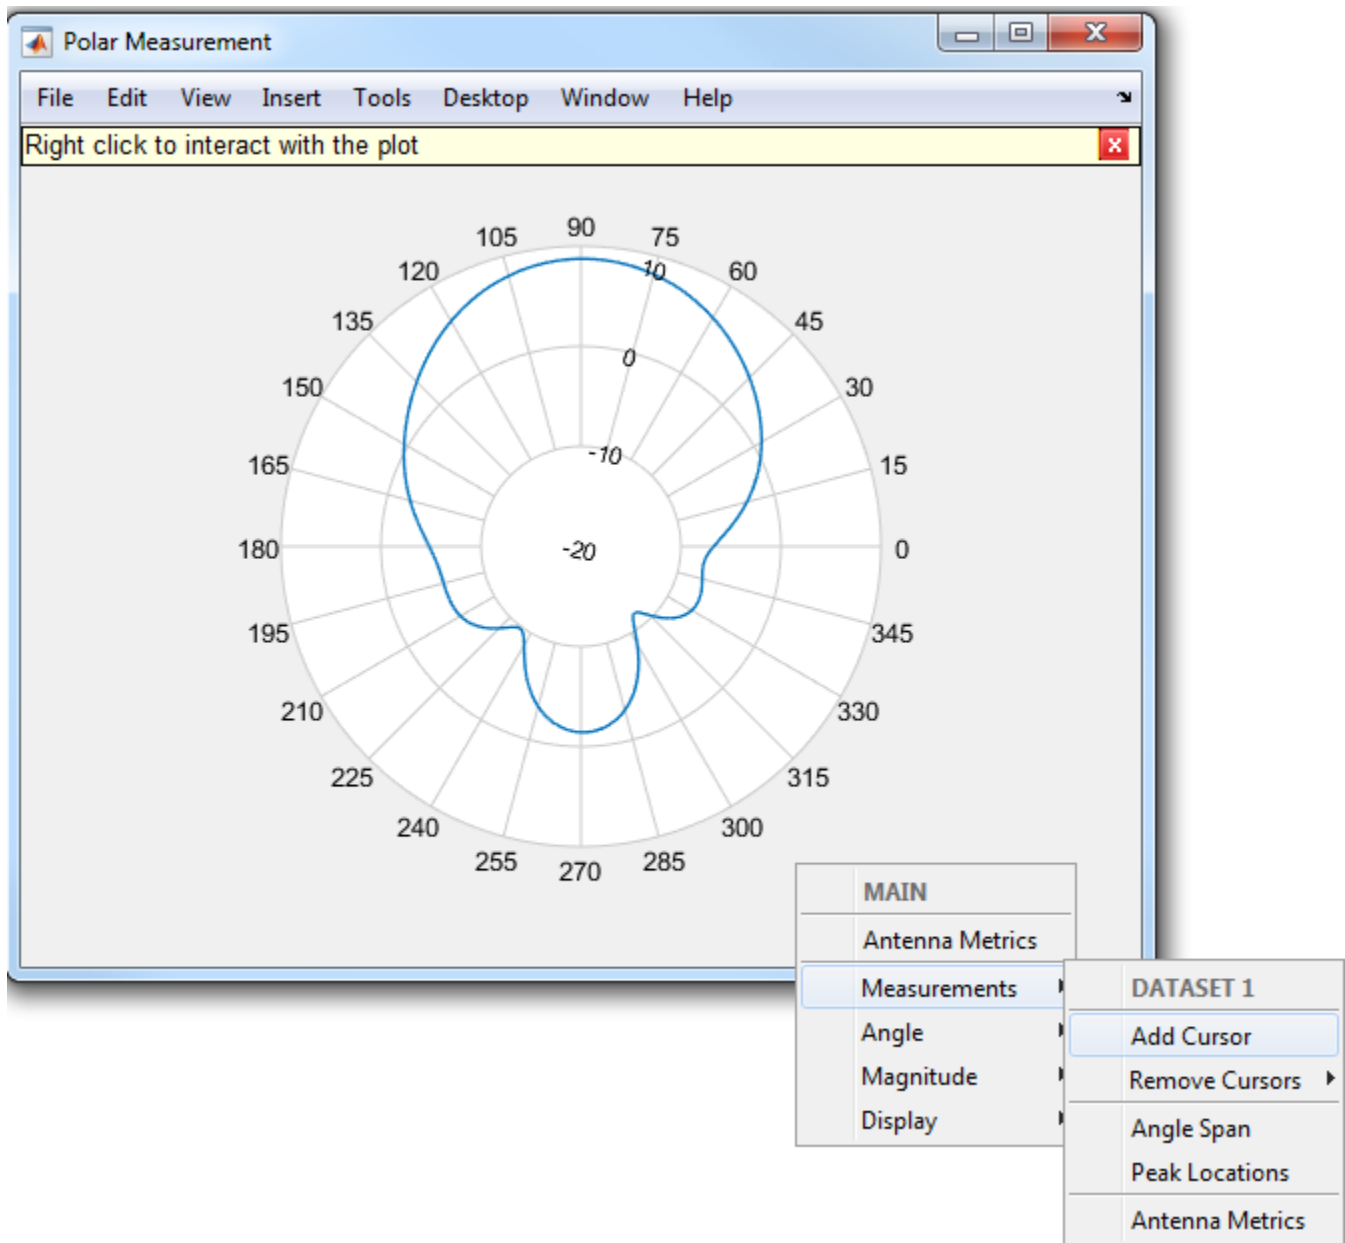 Polar Measurement
File Edit View Insert Tools Desktop Window Help
Right click to interact with the plot
90
105 75
120 10 60
135 45
0
150 30
-10
165 15
180 -20 0
195 345
210 330
225 315
240 300
255 270 285
MAIN
Antenna Metrics
Measurements
Angle
Magnitude
Display
DATASET 1
Add Cursor
Remove Cursors
Angle Span
Peak Locations
Antenna Metrics